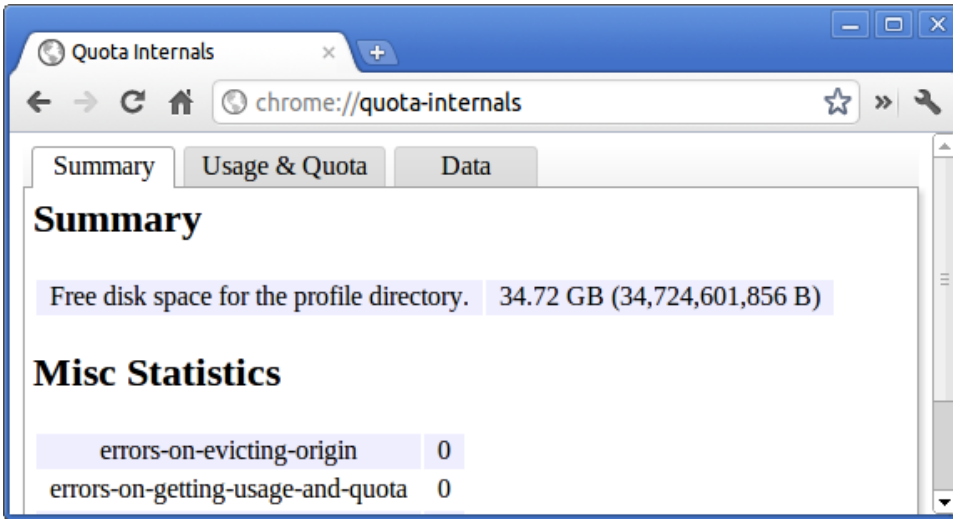 Quota Internals
chrome://quota-internals
Summary Usage & Quota Data
Summary
Free disk space for the profile directory. 34.72 GB (34,724,601,856 B)
Misc Statistics
errors-on-evicting-origin 0
errors-on-getting-usage-and-quota 0